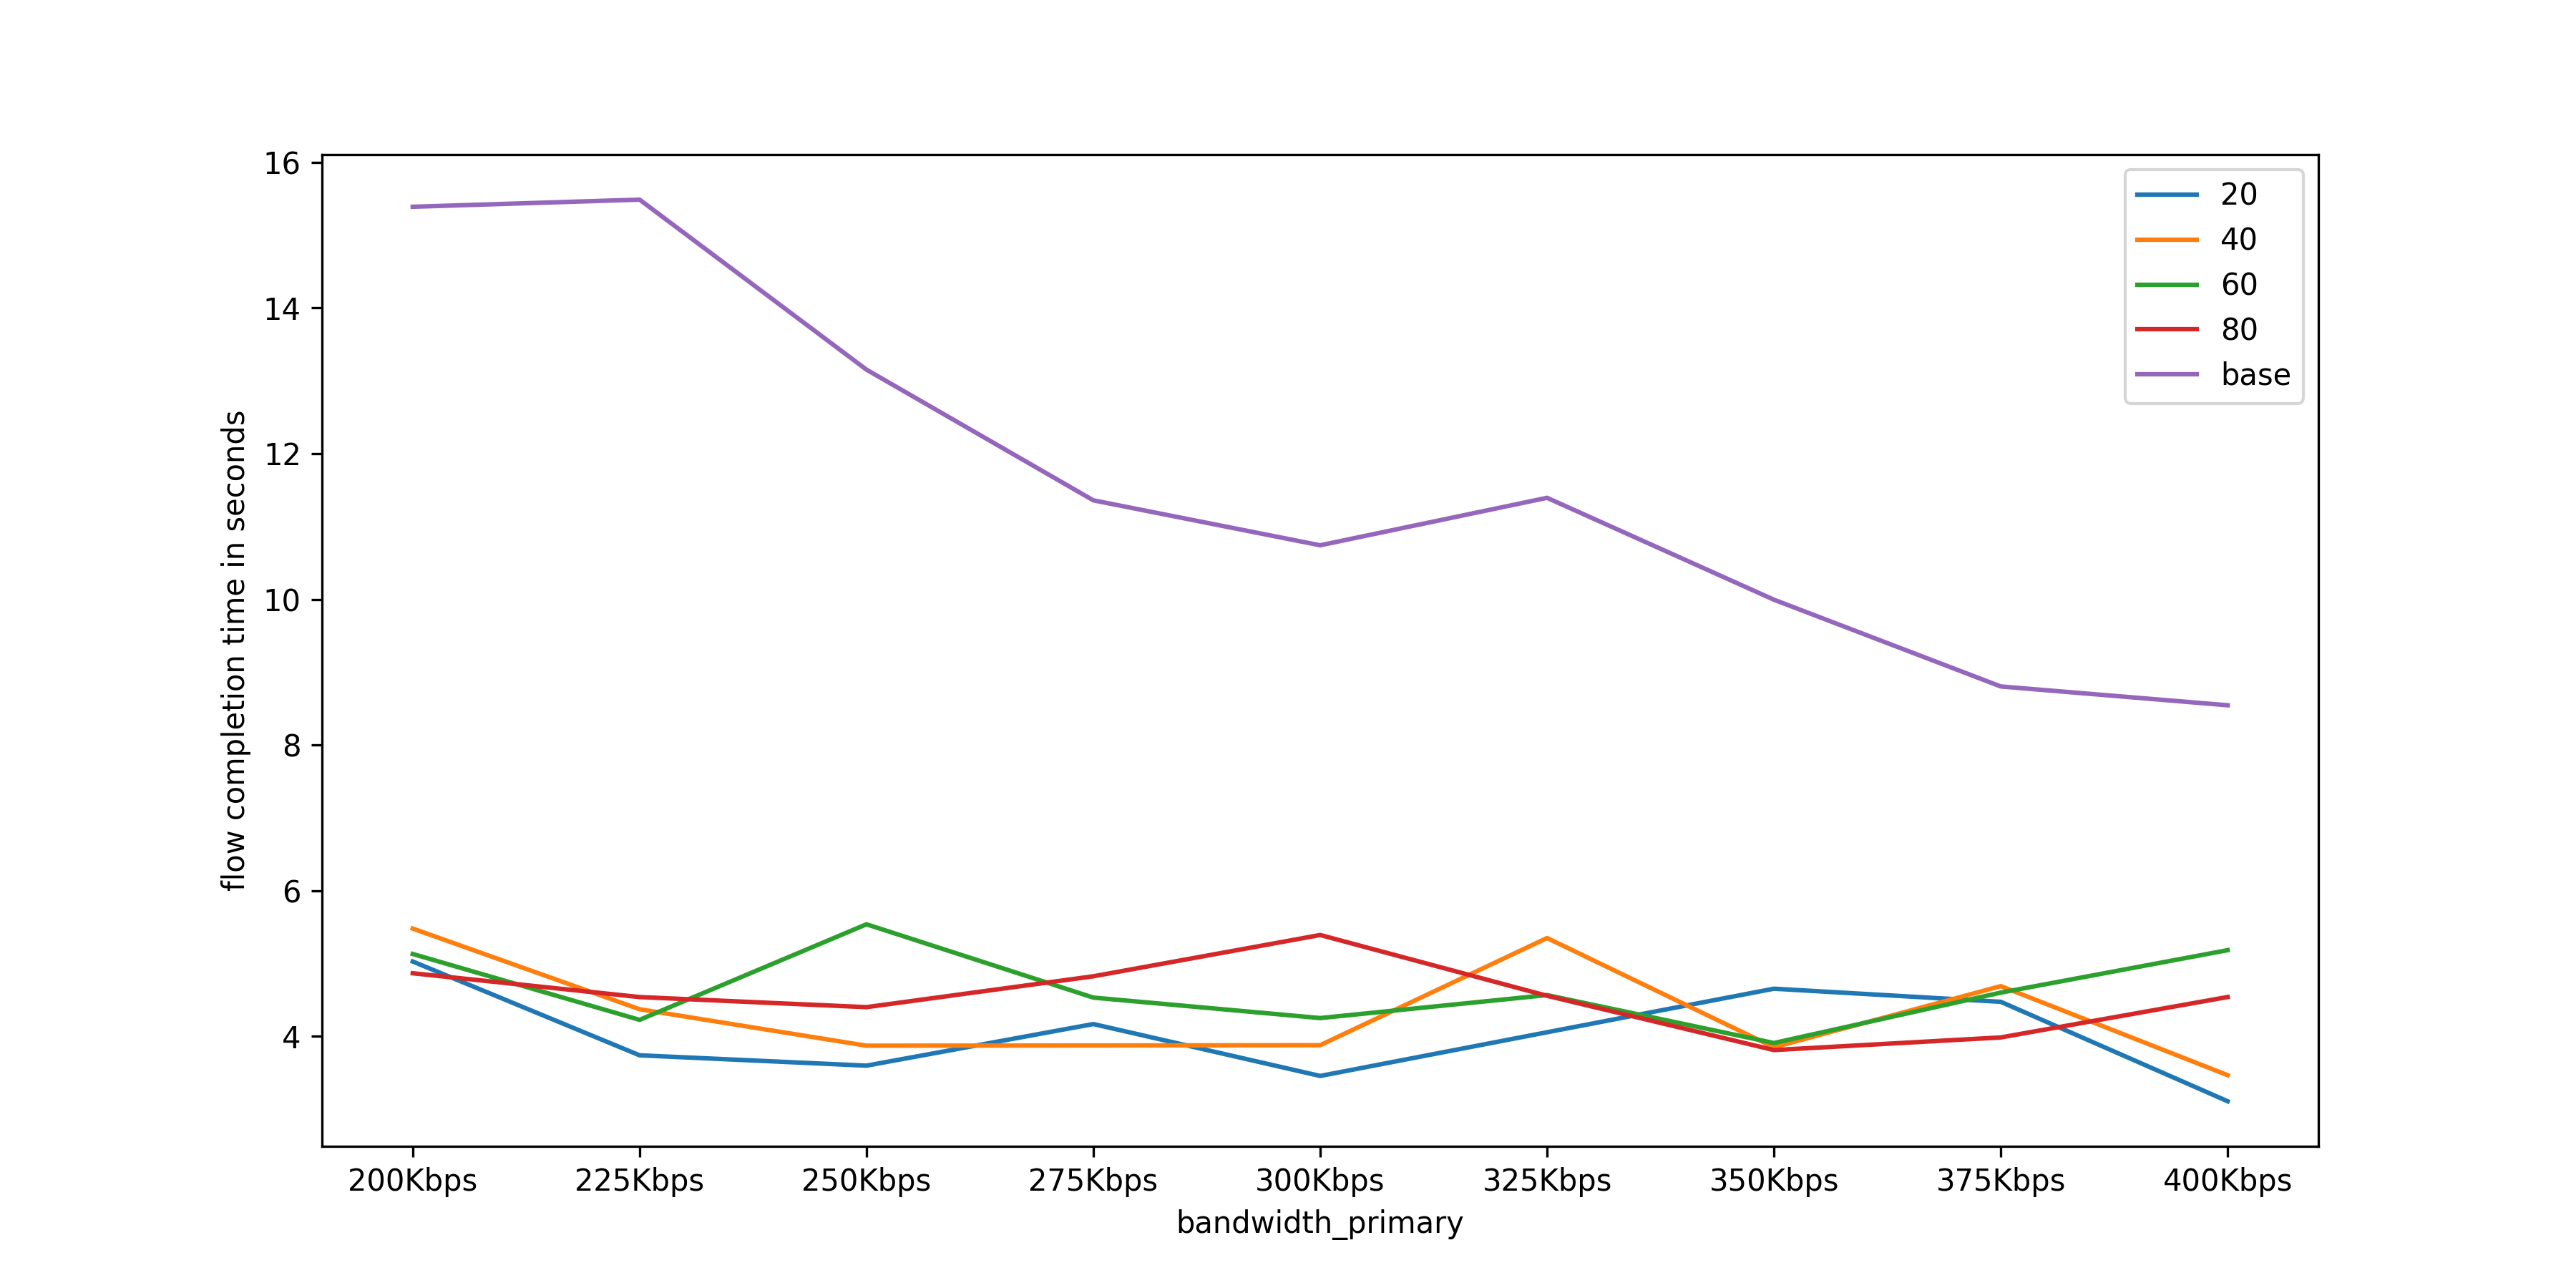 16
14
12
10
8
6
4
flow completion time in seconds
20
40
60
80
base
200Kbps 225Kbps 250Kbps 275Kbps 300Kbps 325Kbps 350Kbps 375Kbps 400Kbps
bandwidth_primary